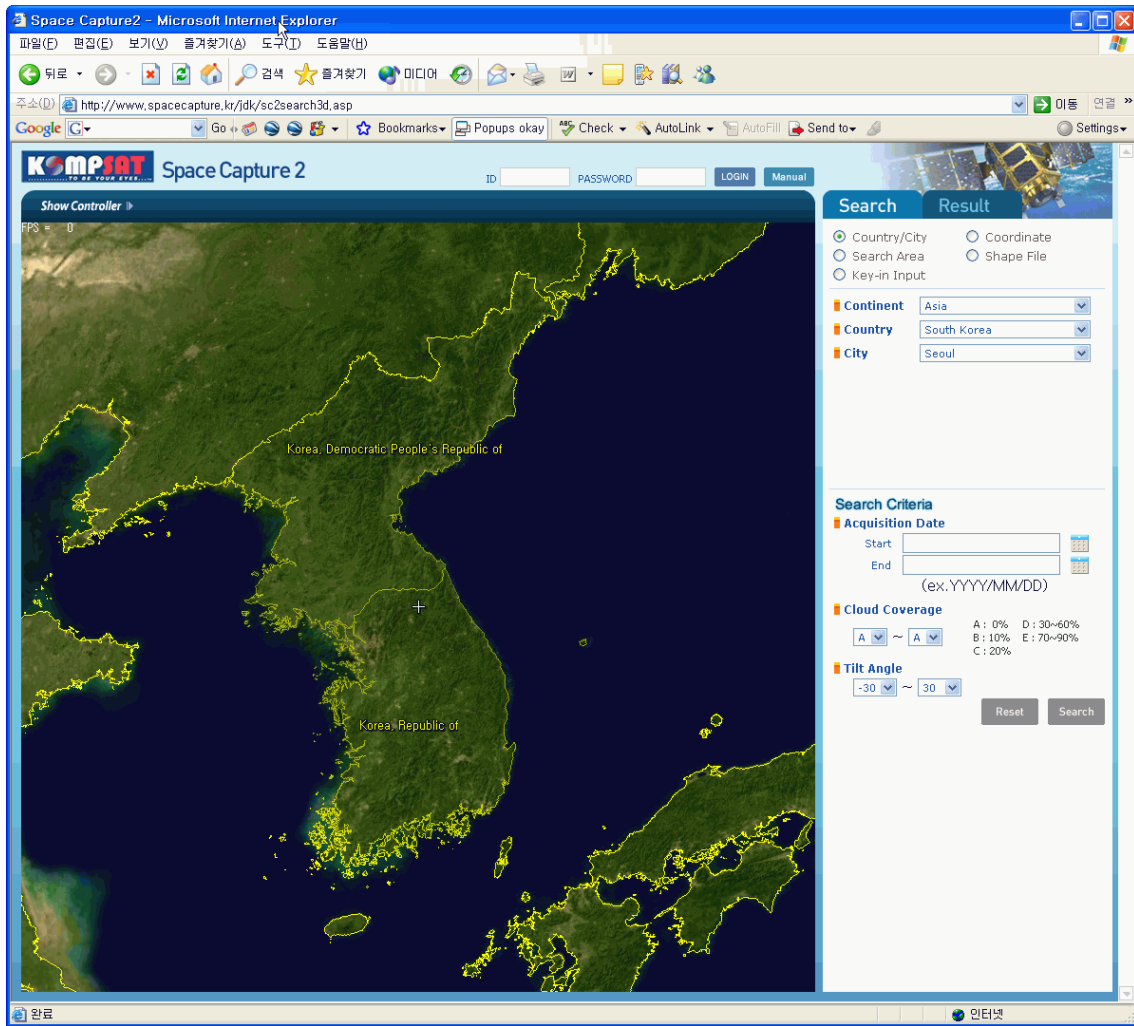 Space Capture2 - Microsoft Internet Explorer
파일(F) 편집(E) 보기(V) 즐겨찾기(A) 도구(T) 도움말(H)
뒤로 검색 즐겨찾기 미디어
주소(D) http://www.spacecapture.kr/jdk/sc2search3d.asp 이동 연결 »
Google G Go Bookmarks Popups okay ABC Check AutoLink AutoFill Send to Settings
KOMPSAT Space Capture 2 ID PASSWORD LOGIN Manual
TO BE YOUR EYES...
Show Controller
Search Result
FPS = 0
Country/City Coordinate
Search Area Shape File
Key-in Input
Continent Asia
Country South Korea
City Seoul
Korea, Democratic People's Republic of
Korea, Republic of
Search Criteria
Acquisition Date
Start
End
(ex.YYYY/MM/DD)
Cloud Coverage
A ~ A
A : 0% D : 30~60%
B : 10% E : 70~90%
C : 20%
Tilt Angle
-30 ~ 30
Reset Search
완료 인터넷